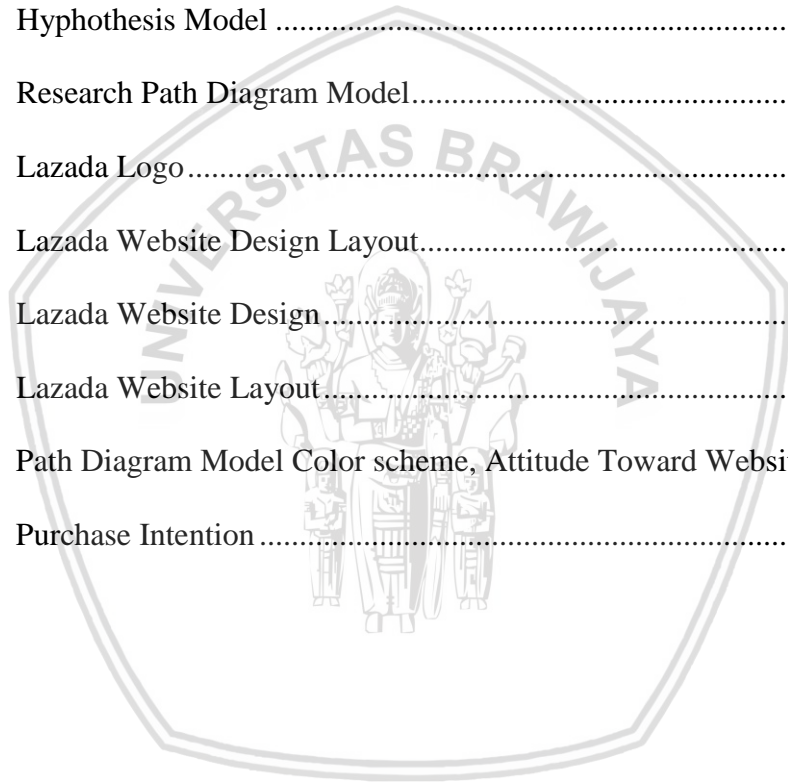 Hyphothesis Model ................................................................
Research Path Diagram Model................................................
Lazada Logo...........................................................................
Lazada Website Design Layout..............................................
Lazada Website Design..........................................................
Lazada Website Layout..........................................................
Path Diagram Model Color scheme, Attitude Toward
Purchase Intention ..................................................................
UNIVERSITAS BRAWIJAYA